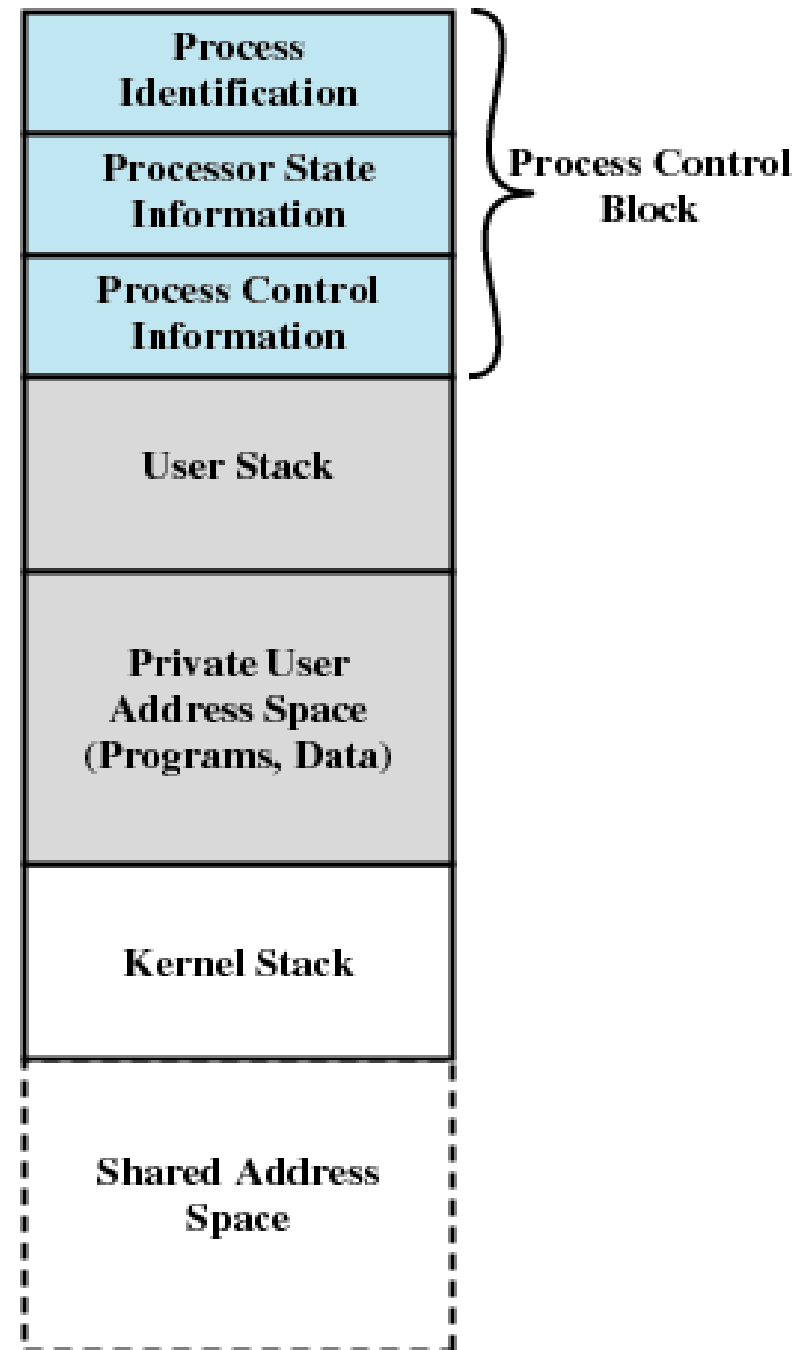 Process
Identification
Processor State
Information
Process Control
Information
Process Control
Block
User Stack
Private User
Address Space
(Programs, Data)
Kernel Stack
Shared Address
Space